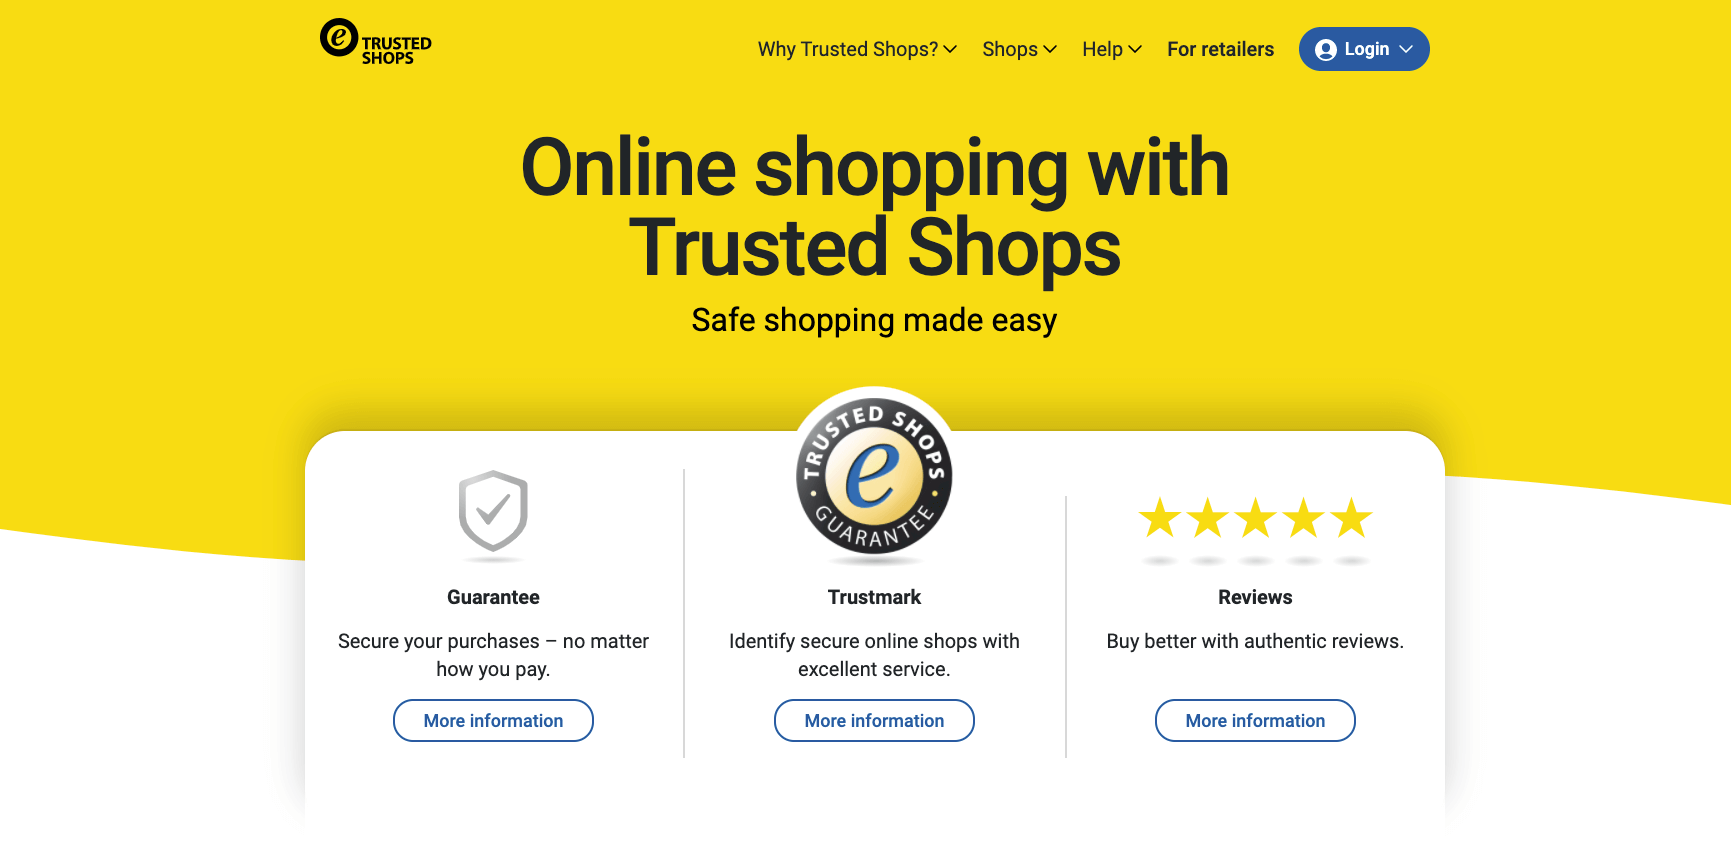 e TRUSTED
SHOPS
Why Trusted Shops?
Shops
Help
For retailers
Login
Online shopping with
Trusted Shops
Safe shopping made easy
TRUSTED SHOPS
e
GUARANTEE
Guarantee
Secure your purchases – no matter
how you pay.
More information
Trustmark
Identify secure online shops with
excellent service.
More information
Reviews
Buy better with authentic reviews.
More information